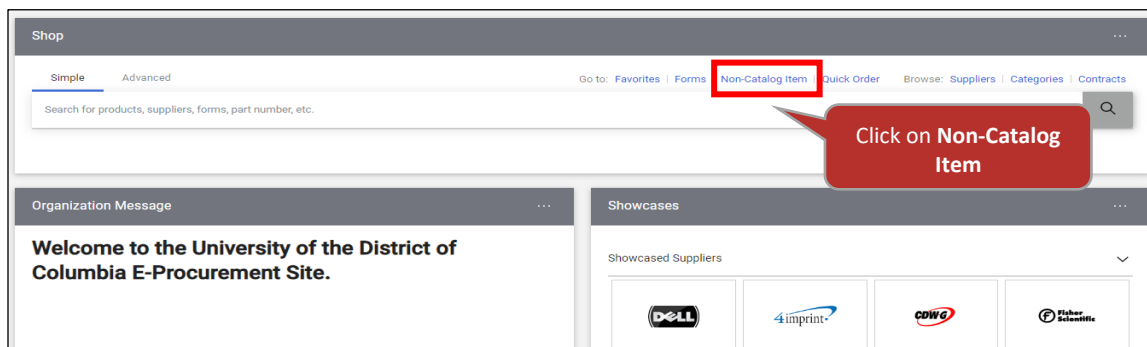 Shop ...
Simple Advanced Go to: Favorites | Forms | Non-Catalog Item | Quick Order Browse: Suppliers | Categories | Contracts
Search for products, suppliers, forms, part number, etc.
Click on Non-Catalog
Item
Organization Message ...
Showcases ...
Welcome to the University of the District of
Columbia E-Procurement Site.
Showcased Suppliers
DELL
4imprint
CDWG
Fisher
Scientific